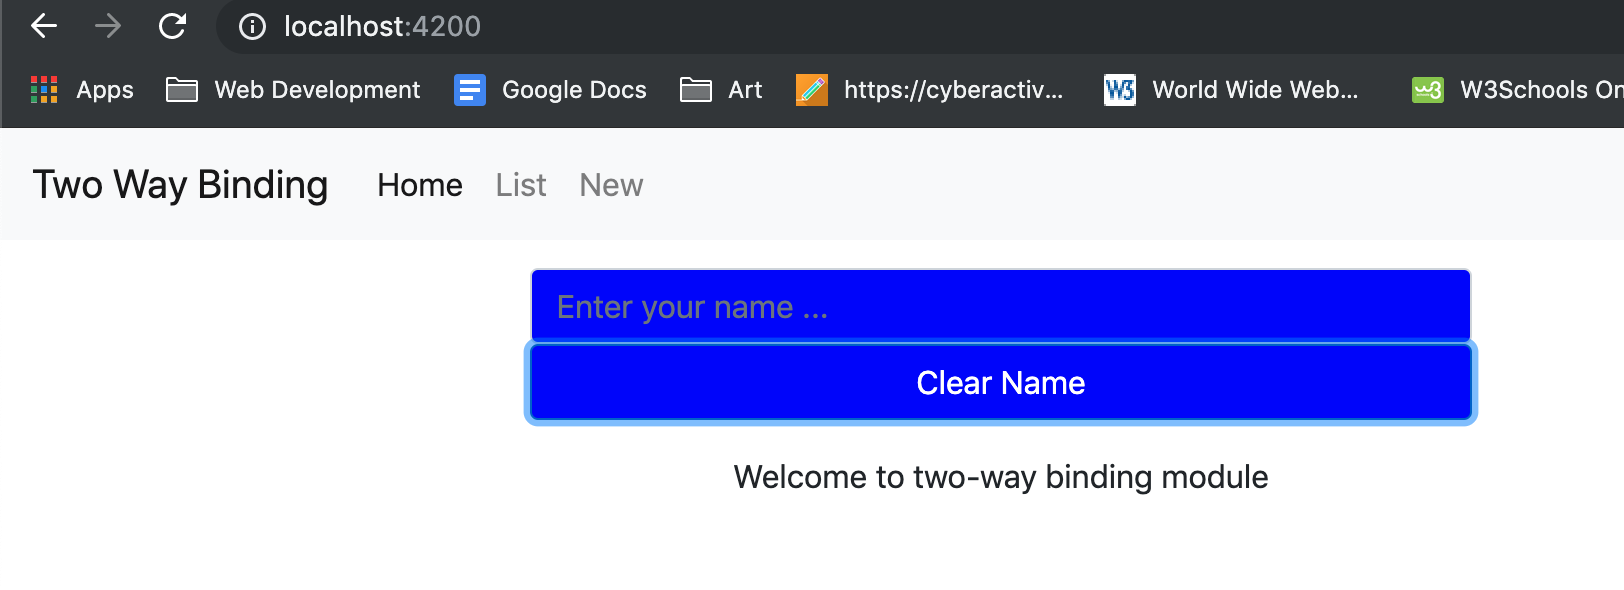 localhost:4200
Apps Web Development Google Docs Art https://cyberactiv... World Wide Web... W3Schools On
Two Way Binding Home List New
Enter your name ...
Clear Name
Welcome to two-way binding module